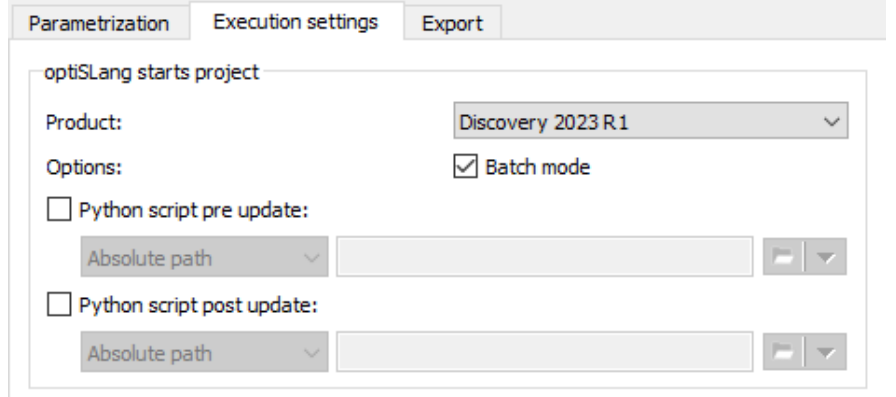 Parametrization Execution settings Export
optiSLang starts project
Product: Discovery 2023 R1
Options: Batch mode
Python script pre update:
Absolute path
Python script post update:
Absolute path